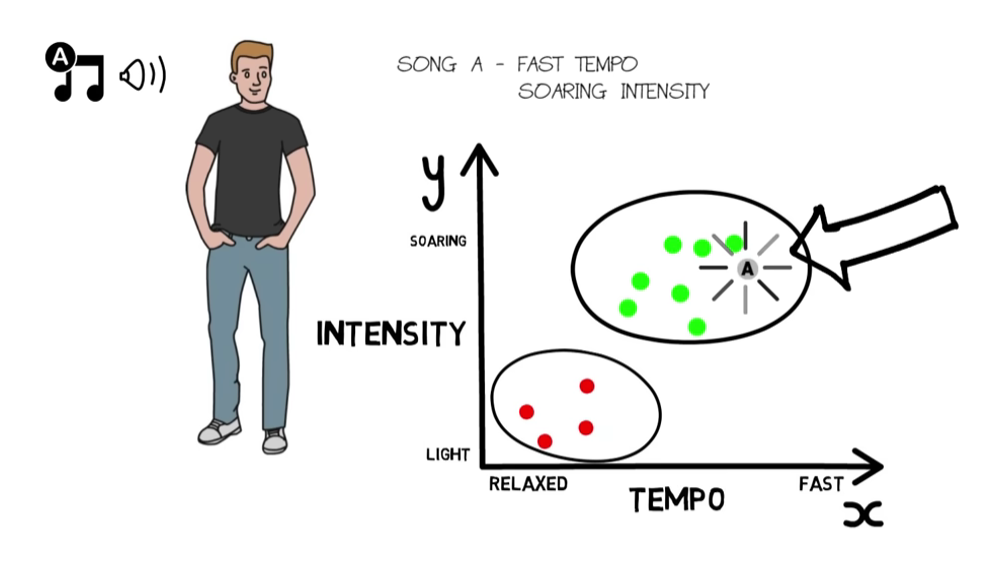 A
SONG A - FAST TEMPO
SOARING INTENSITY
y
SOARING
A
INTENSITY
LIGHT
RELAXED
FAST
TEMPO
x